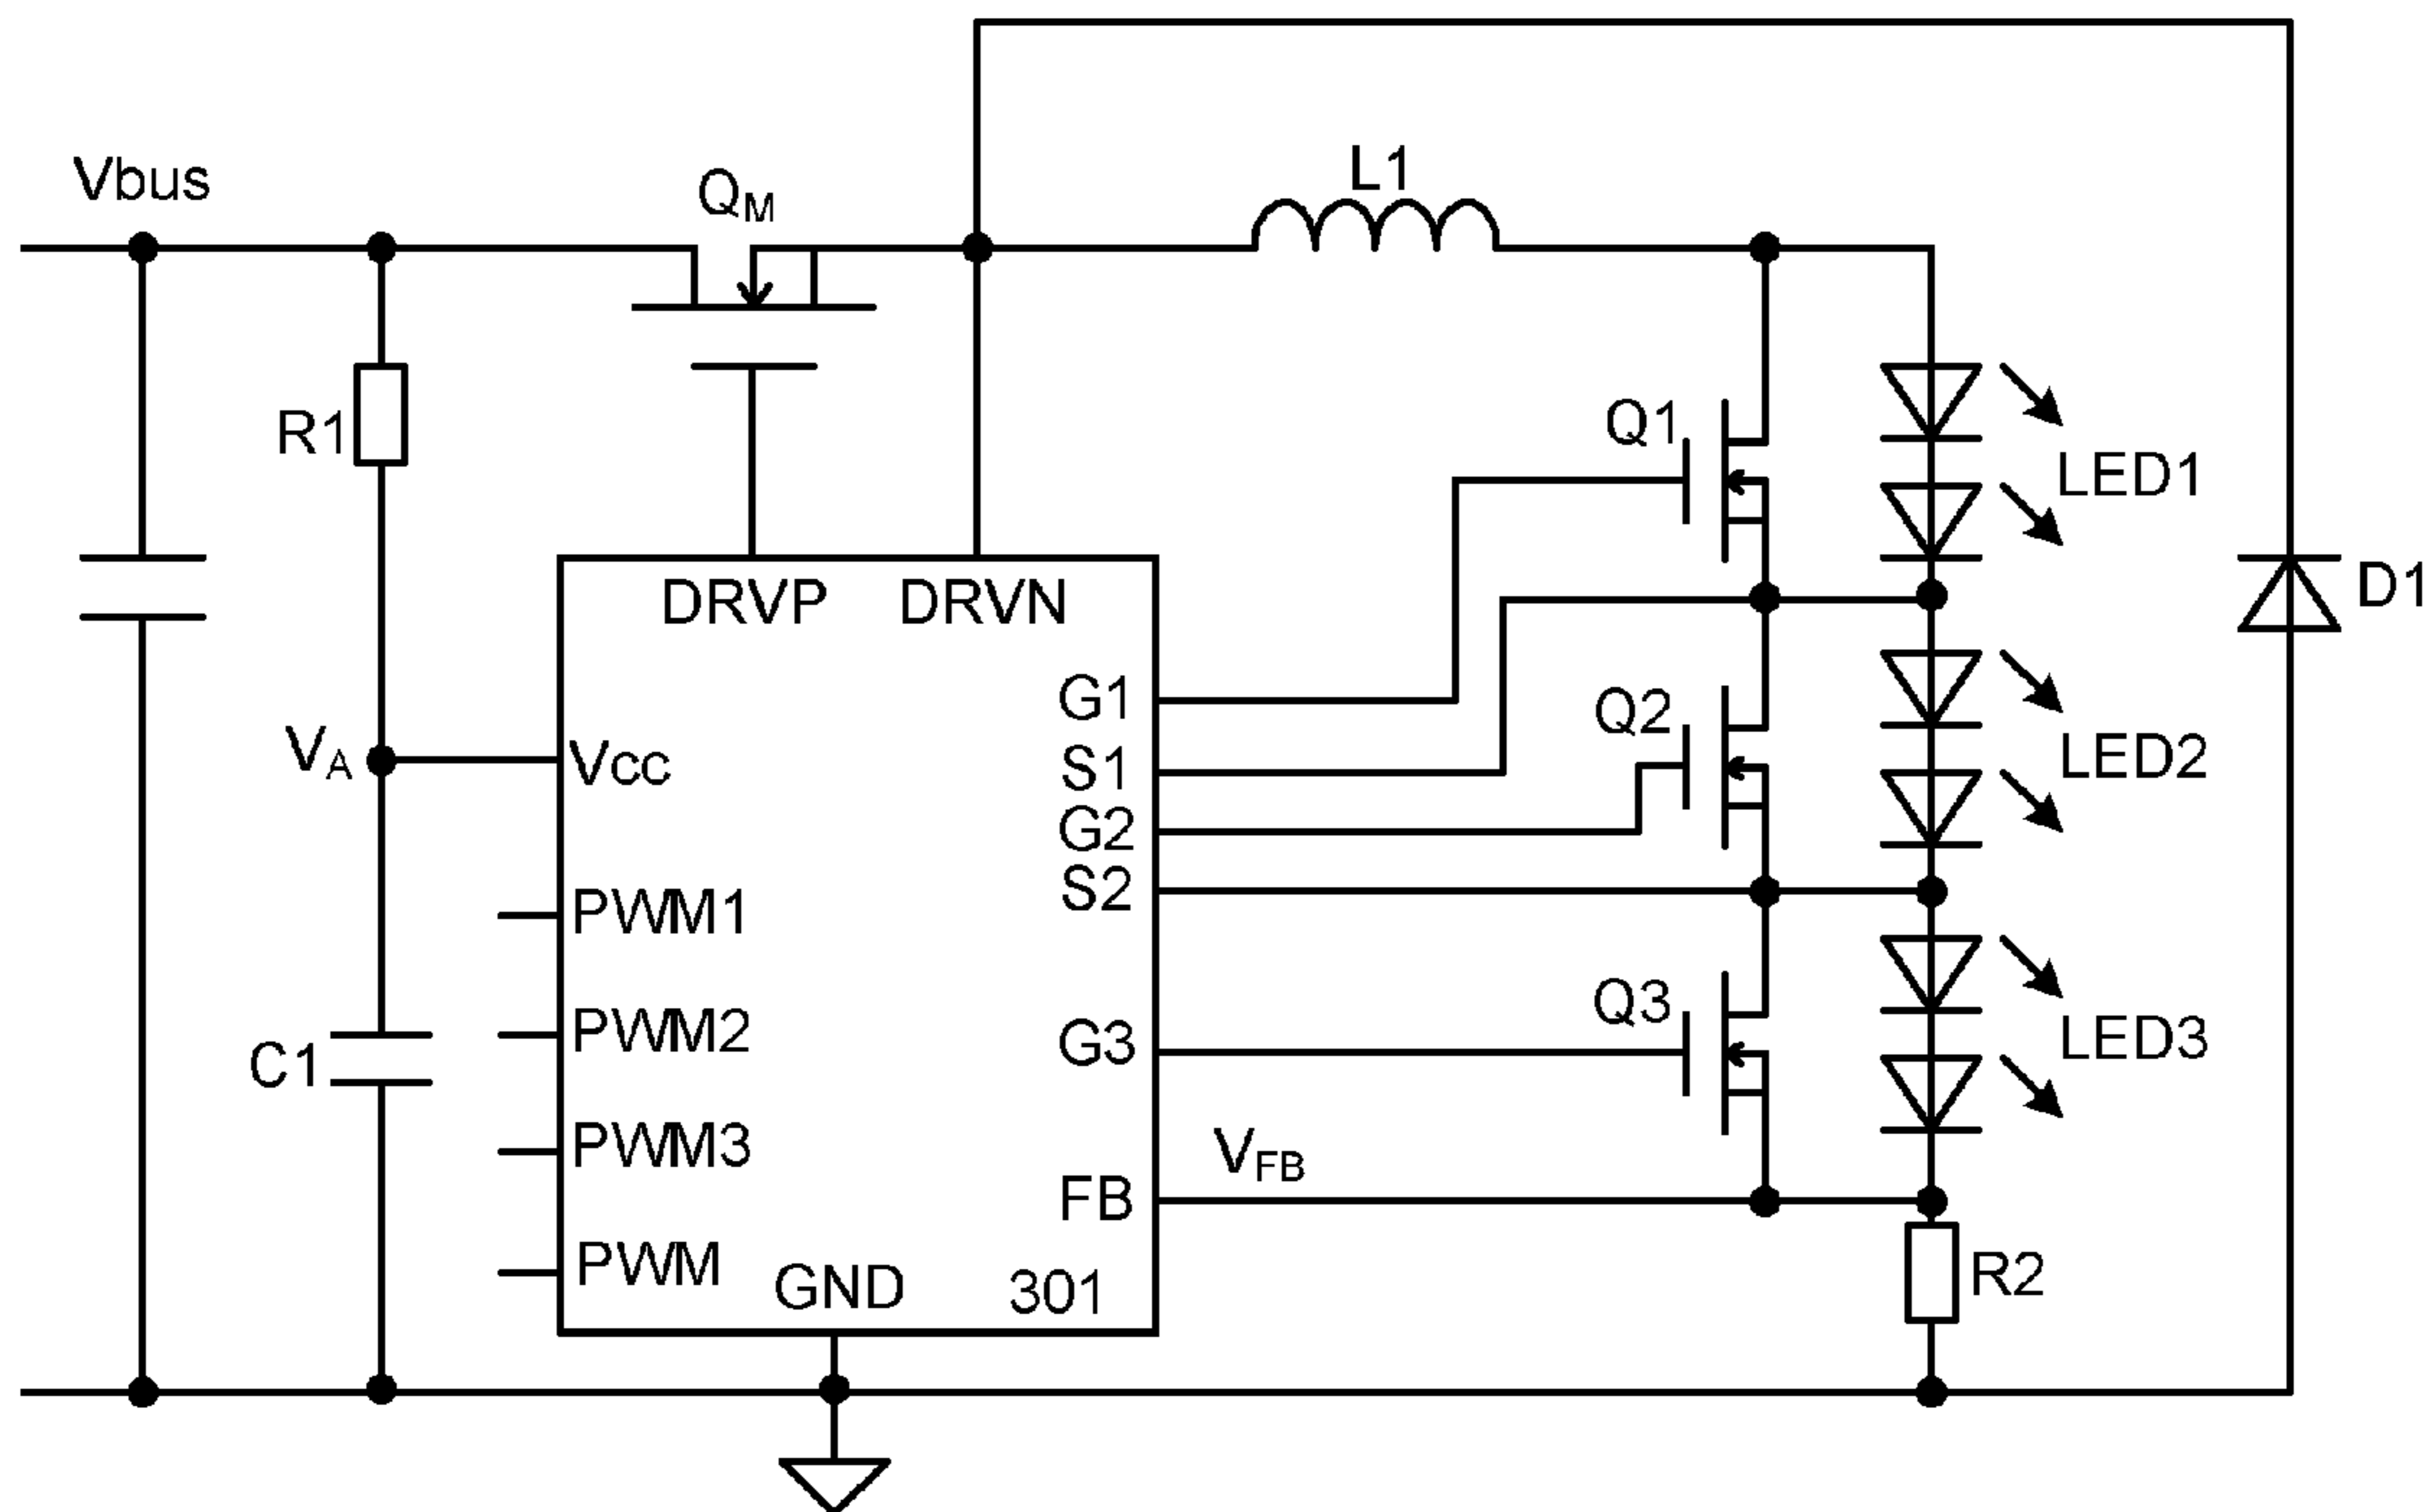 L1
Vbus
QM
R1
Q1
LED1
DRVP
DRVN
D1
G1
Q2
VA
VCC
S1
LED2
G2
S2
PWM1
Q3
PWM2
G3
LED3
C1
PWM3
VFB
FB
PWM
GND
301
R2